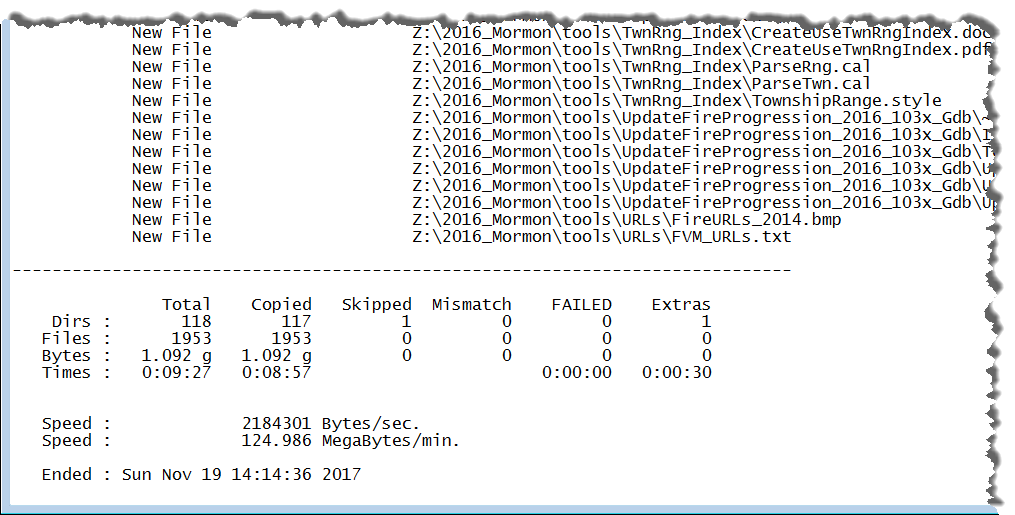 New File Z:\2016_Mormon\tools\TwnRng_Index\CreateUseTwnRngIndex.doc
New File Z:\2016_Mormon\tools\TwnRng_Index\CreateUseTwnRngIndex.pdf
New File Z:\2016_Mormon\tools\TwnRng_Index\ParseRng.cal
New File Z:\2016_Mormon\tools\TwnRng_Index\ParseTwn.cal
New File Z:\2016_Mormon\tools\TwnRng_Index\TownshipRange.style
New File Z:\2016_Mormon\tools\UpdateFireProgression_2016_103x_Gdb\~
New File Z:\2016_Mormon\tools\UpdateFireProgression_2016_103x_Gdb\I
New File Z:\2016_Mormon\tools\UpdateFireProgression_2016_103x_Gdb\T
New File Z:\2016_Mormon\tools\UpdateFireProgression_2016_103x_Gdb\Up
New File Z:\2016_Mormon\tools\UpdateFireProgression_2016_103x_Gdb\U
New File Z:\2016_Mormon\tools\UpdateFireProgression_2016_103x_Gdb\Up
New File Z:\2016_Mormon\tools\URLs\FireURLs_2014.bmp
New File Z:\2016_Mormon\tools\URLs\FVM_URLs.txt
------------------------------------------------------------------------------
Total Copied Skipped Mismatch FAILED Extras
Dirs : 118 117 1 0 0 1
Files : 1953 1953 0 0 0 0
Bytes : 1.092 g 1.092 g 0 0 0 0
Times : 0:09:27 0:08:57 0:00:00 0:00:30
Speed : 2184301 Bytes/sec.
Speed : 124.986 MegaBytes/min.
Ended : Sun Nov 19 14:14:36 2017